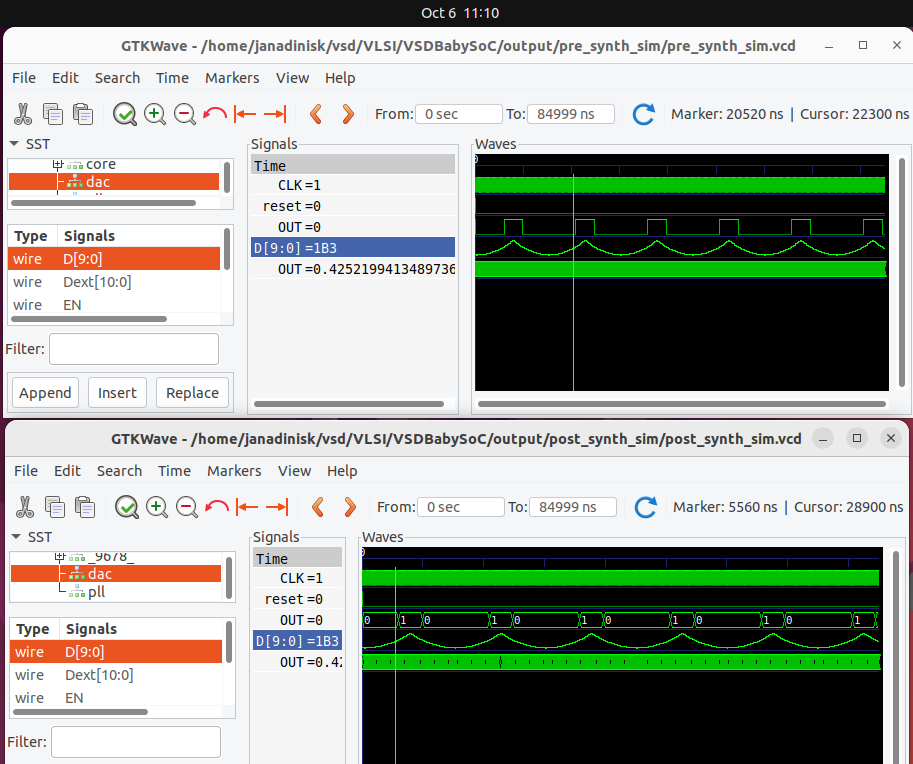 Oct 6 11:10
GTKWave - /home/janadinisk/vsd/VLSI/VSDBabySoC/output/pre_synth_sim/pre_synth_sim.vcd
File Edit Search Time Markers View Help
From: 0 sec To: 84999 ns Marker: 20520 ns | Cursor: 22300 ns
SST
core
dac
Type Signals
wire D[9:0]
wire Dext[10:0]
wire EN
Filter:
Append Insert Replace
Signals
Time
CLK=1
reset=0
OUT=0
D[9:0]=1B3
OUT=0.4252199413489736
Waves
0
GTKWave - /home/janadinisk/vsd/VLSI/VSDBabySoC/output/post_synth_sim/post_synth_sim.vcd
File Edit Search Time Markers View Help
From: 0 sec To: 84999 ns Marker: 5560 ns | Cursor: 28900 ns
SST
_9678_
dac
pll
Type Signals
wire D[9:0]
wire Dext[10:0]
wire EN
Filter:
Signals
Time
CLK=1
reset=0
OUT=0
D[9:0]=1B3
OUT=0.42
Waves
0
0 1 0 1 0 1 0 1 0 1 0 1